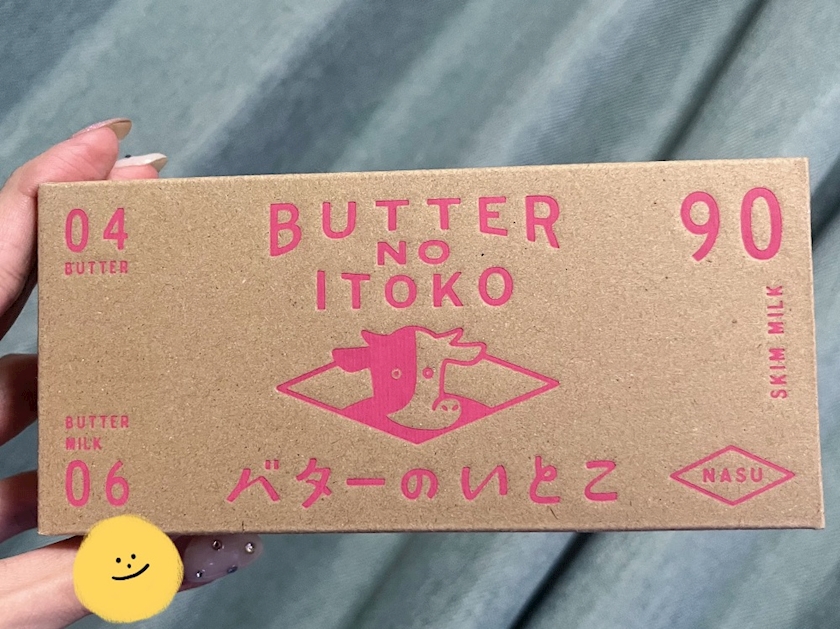 04
BUTTER
BUTTER
NO
ITOKO
90
SKIM MILK
BUTTER
MILK
06
バターのいとこ
NASU